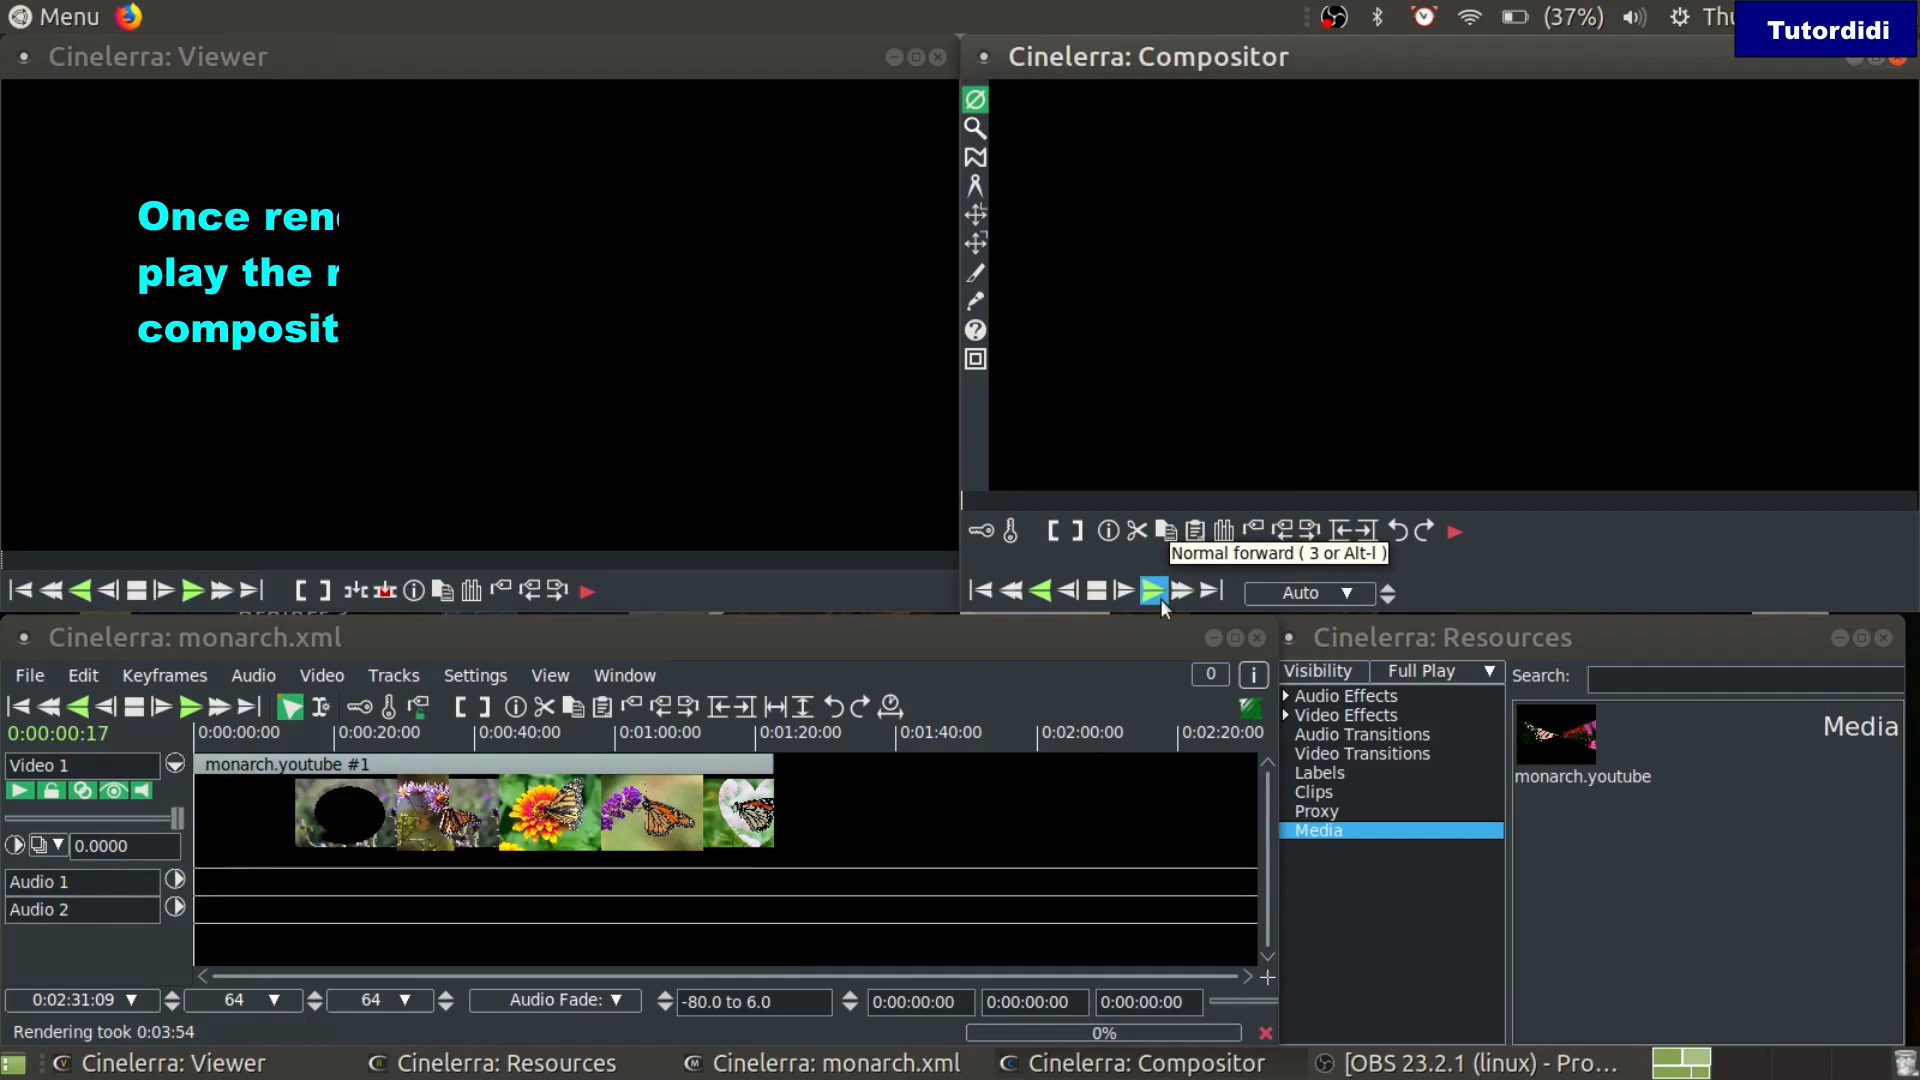 Menu
(37%)
Tutordidi
Cinelerra: Viewer
Cinelerra: Compositor
Once
play the
Normal forward ( 3 or Alt-l )
Auto
Cinelerra: monarch.xml
Cinelerra: Resources
File Edit Keyframes Audio Video Tracks Settings View Window
0
Visibility Full Play
Search:
Audio Effects
Video Effects
Audio Transitions
Video Transitions
Labels
Clips
Proxy
Media
Media
monarch.youtube
0:00:00:17
0:00:00:00 0:00:20:00 0:00:40:00 0:01:00:00 0:01:20:00 0:01:40:00 0:02:00:00 0:02:20:00
Video 1
monarch.youtube #1
0.0000
Audio 1
Audio 2
0:02:31:09 64 64 Audio Fade: -80.0 to 6.0 0:00:00:00 0:00:00:00 0:00:00:00
Rendering took 0:03:54
0%
Cinelerra: Viewer Cinelerra: Resources Cinelerra: monarch.xml Cinelerra: Compositor [OBS 23.2.1 (linux) - Pro...